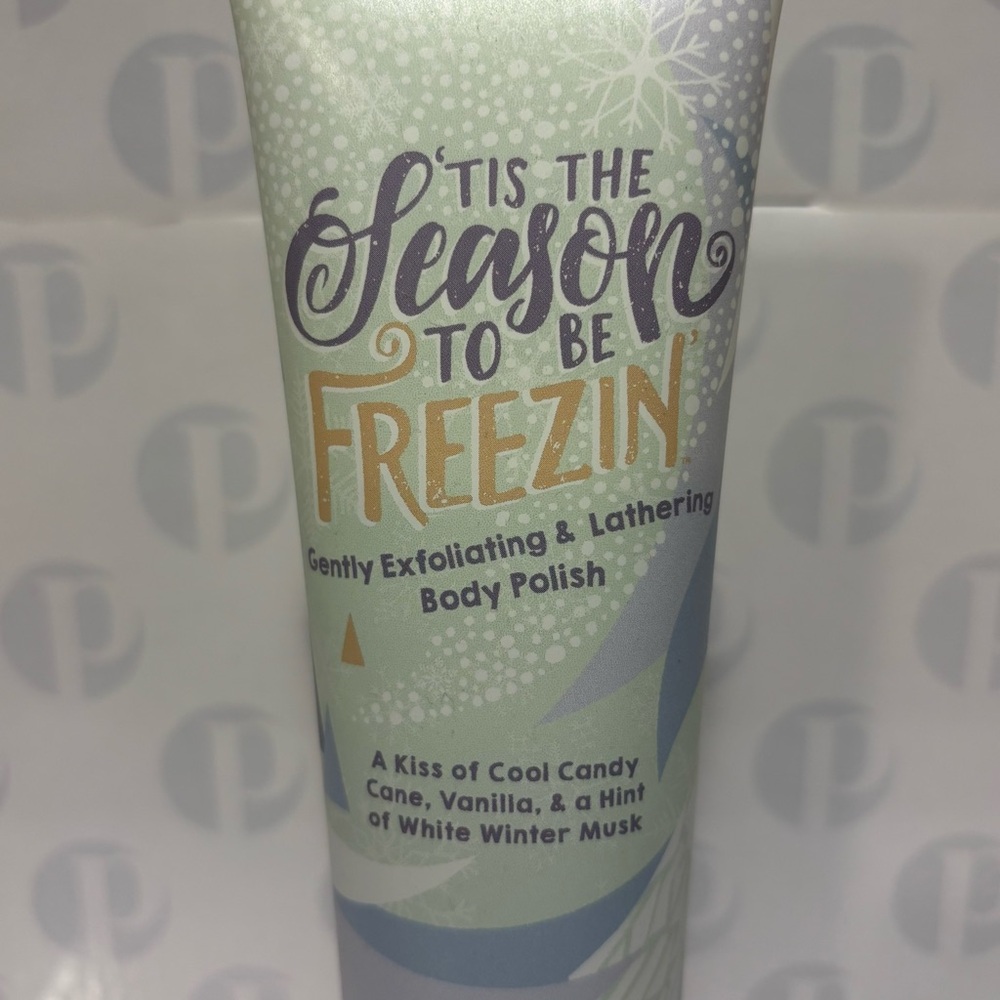 'TIS THE
Season
TO BE
FREEZIN'™
Gently Exfoliating & Lathering
Body Polish
A Kiss of Cool Candy
Cane, Vanilla, & a Hint
of White Winter Musk